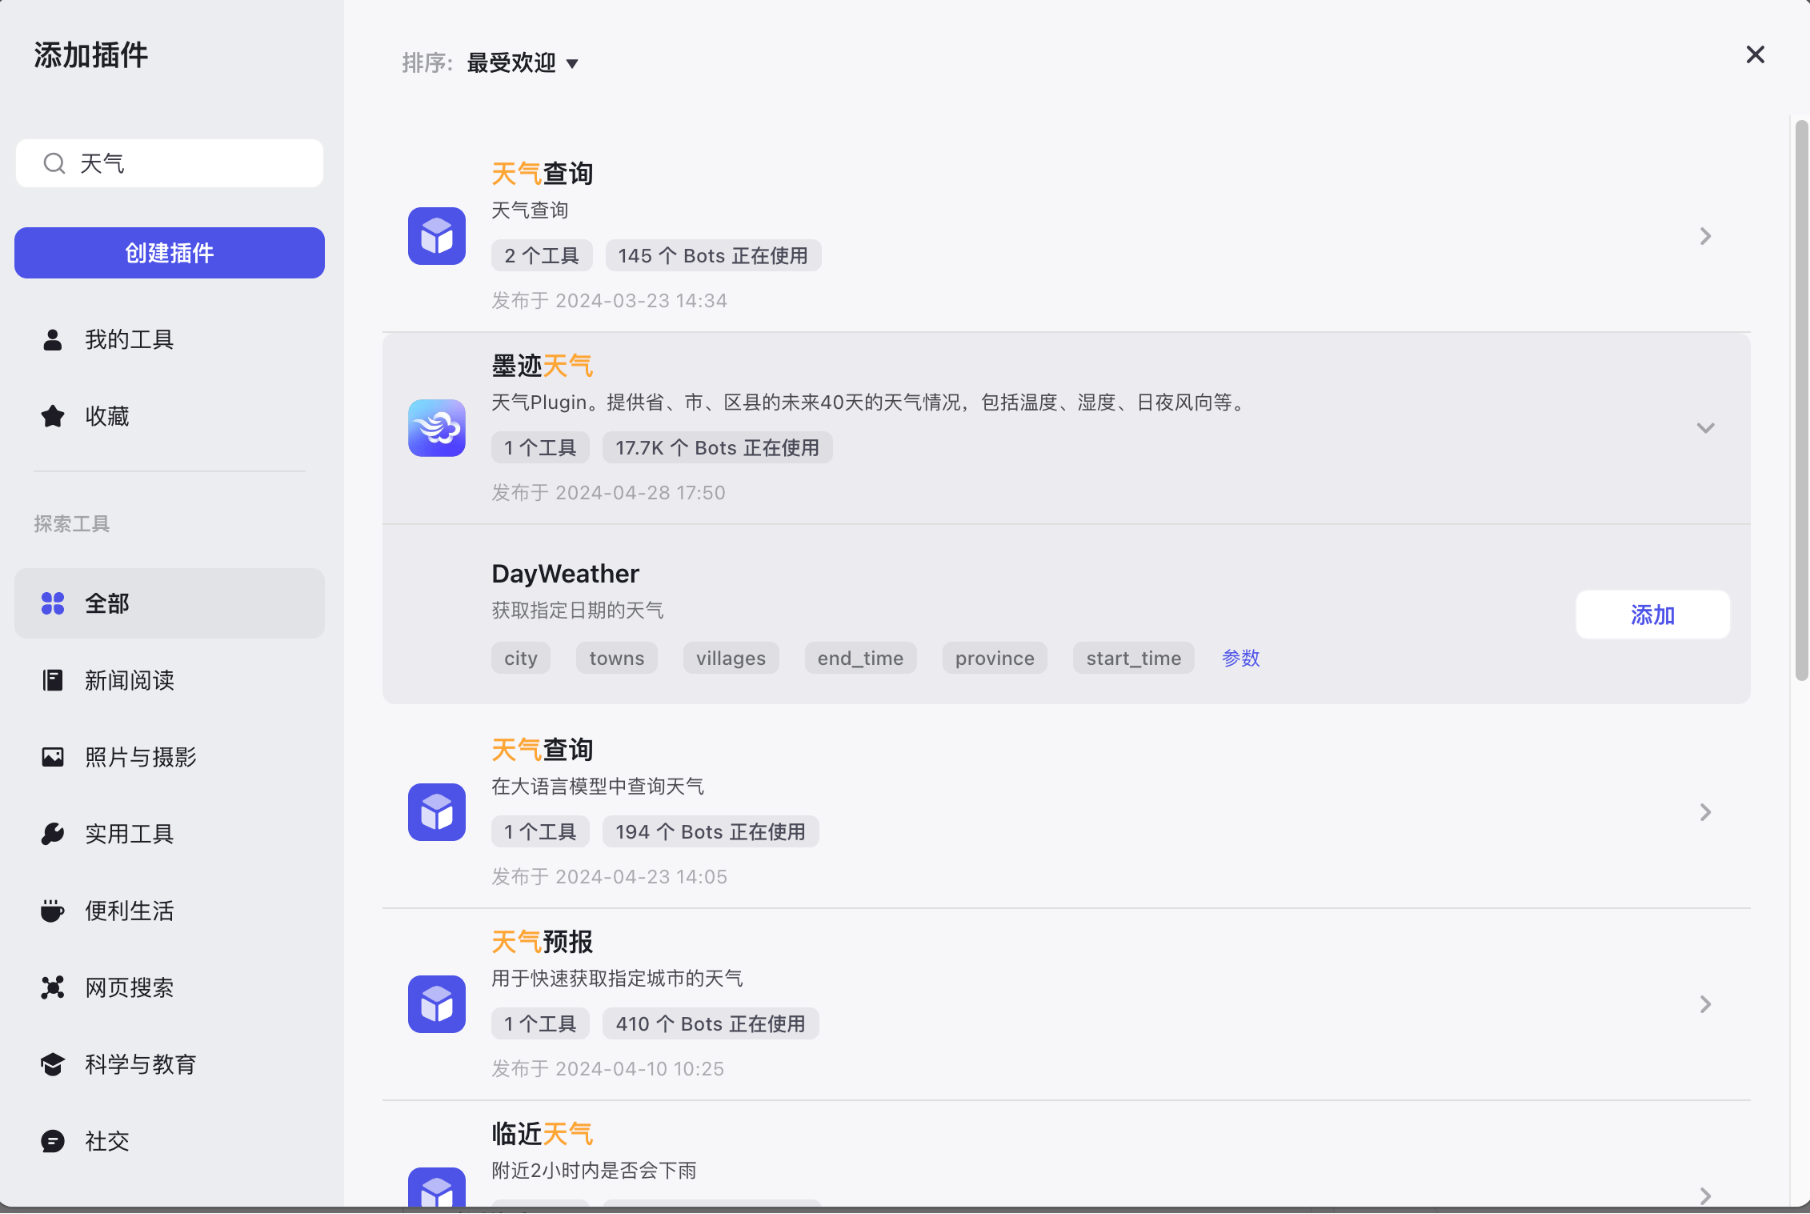 添加插件
天气
创建插件
我的工具
收藏
探索工具
全部
新闻阅读
照片与摄影
实用工具
便利生活
网页搜索
科学与教育
社交
排序: 最受欢迎
天气查询
天气查询
2 个工具 145 个 Bots 正在使用
发布于 2024-03-23 14:34
墨迹天气
天气Plugin。提供省、市、区县的未来40天的天气情况，包括温度、湿度、日夜风向等。
1 个工具 17.7K 个 Bots 正在使用
发布于 2024-04-28 17:50
DayWeather
获取指定日期的天气
添加
city towns villages end_time province start_time 参数
天气查询
在大语言模型中查询天气
1 个工具 194 个 Bots 正在使用
发布于 2024-04-23 14:05
天气预报
用于快速获取指定城市的天气
1 个工具 410 个 Bots 正在使用
发布于 2024-04-10 10:25
临近天气
附近2小时内是否会下雨